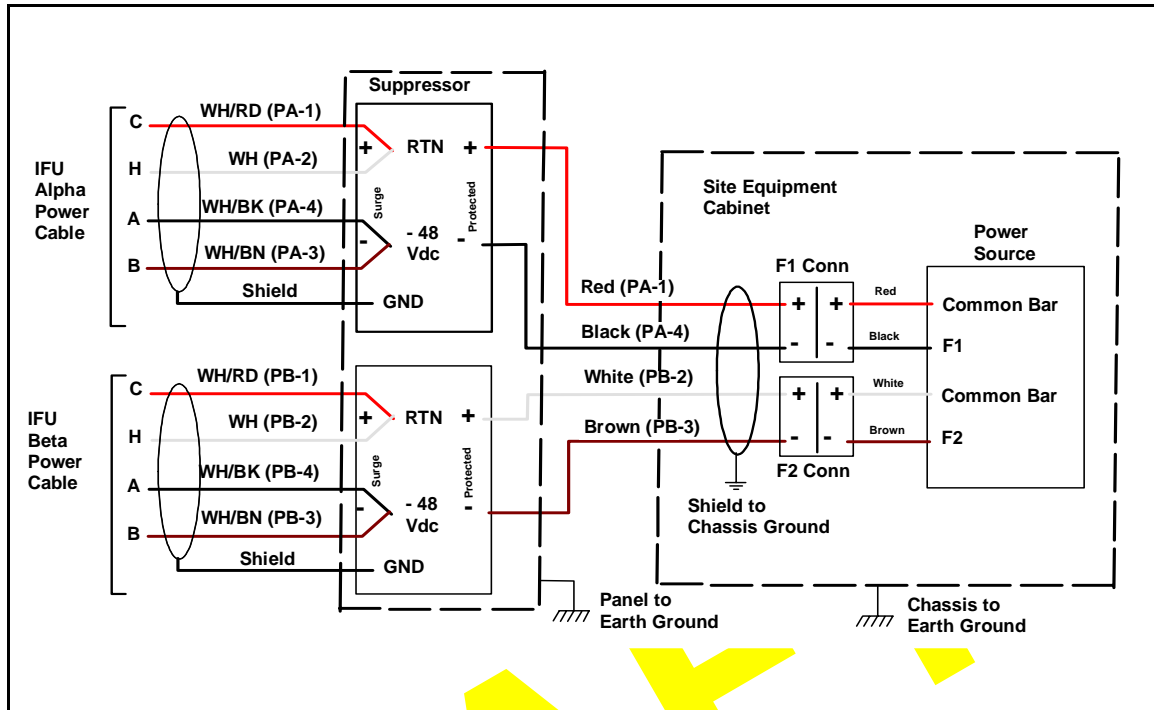 Suppressor
IFU
Alpha
Power
Cable
C
WH/RD (PA-1)
H
WH (PA-2)
A
WH/BK (PA-4)
B
WH/BN (PA-3)
Shield
+
RTN
+
Surge
Protected
-
- 48
Vdc
-
GND
IFU
Beta
Power
Cable
C
WH/RD (PB-1)
H
WH (PB-2)
A
WH/BK (PB-4)
B
WH/BN (PB-3)
Shield
+
RTN
+
Surge
Protected
-
- 48
Vdc
-
GND
Panel to
Earth Ground
Site Equipment
Cabinet
Red (PA-1)
Black (PA-4)
White (PB-2)
Brown (PB-3)
Shield to
Chassis Ground
F1 Conn
+ +
- -
+ +
- -
F2 Conn
Red
Black
White
Brown
Power
Source
Common Bar
F1
Common Bar
F2
Chassis to
Earth Ground